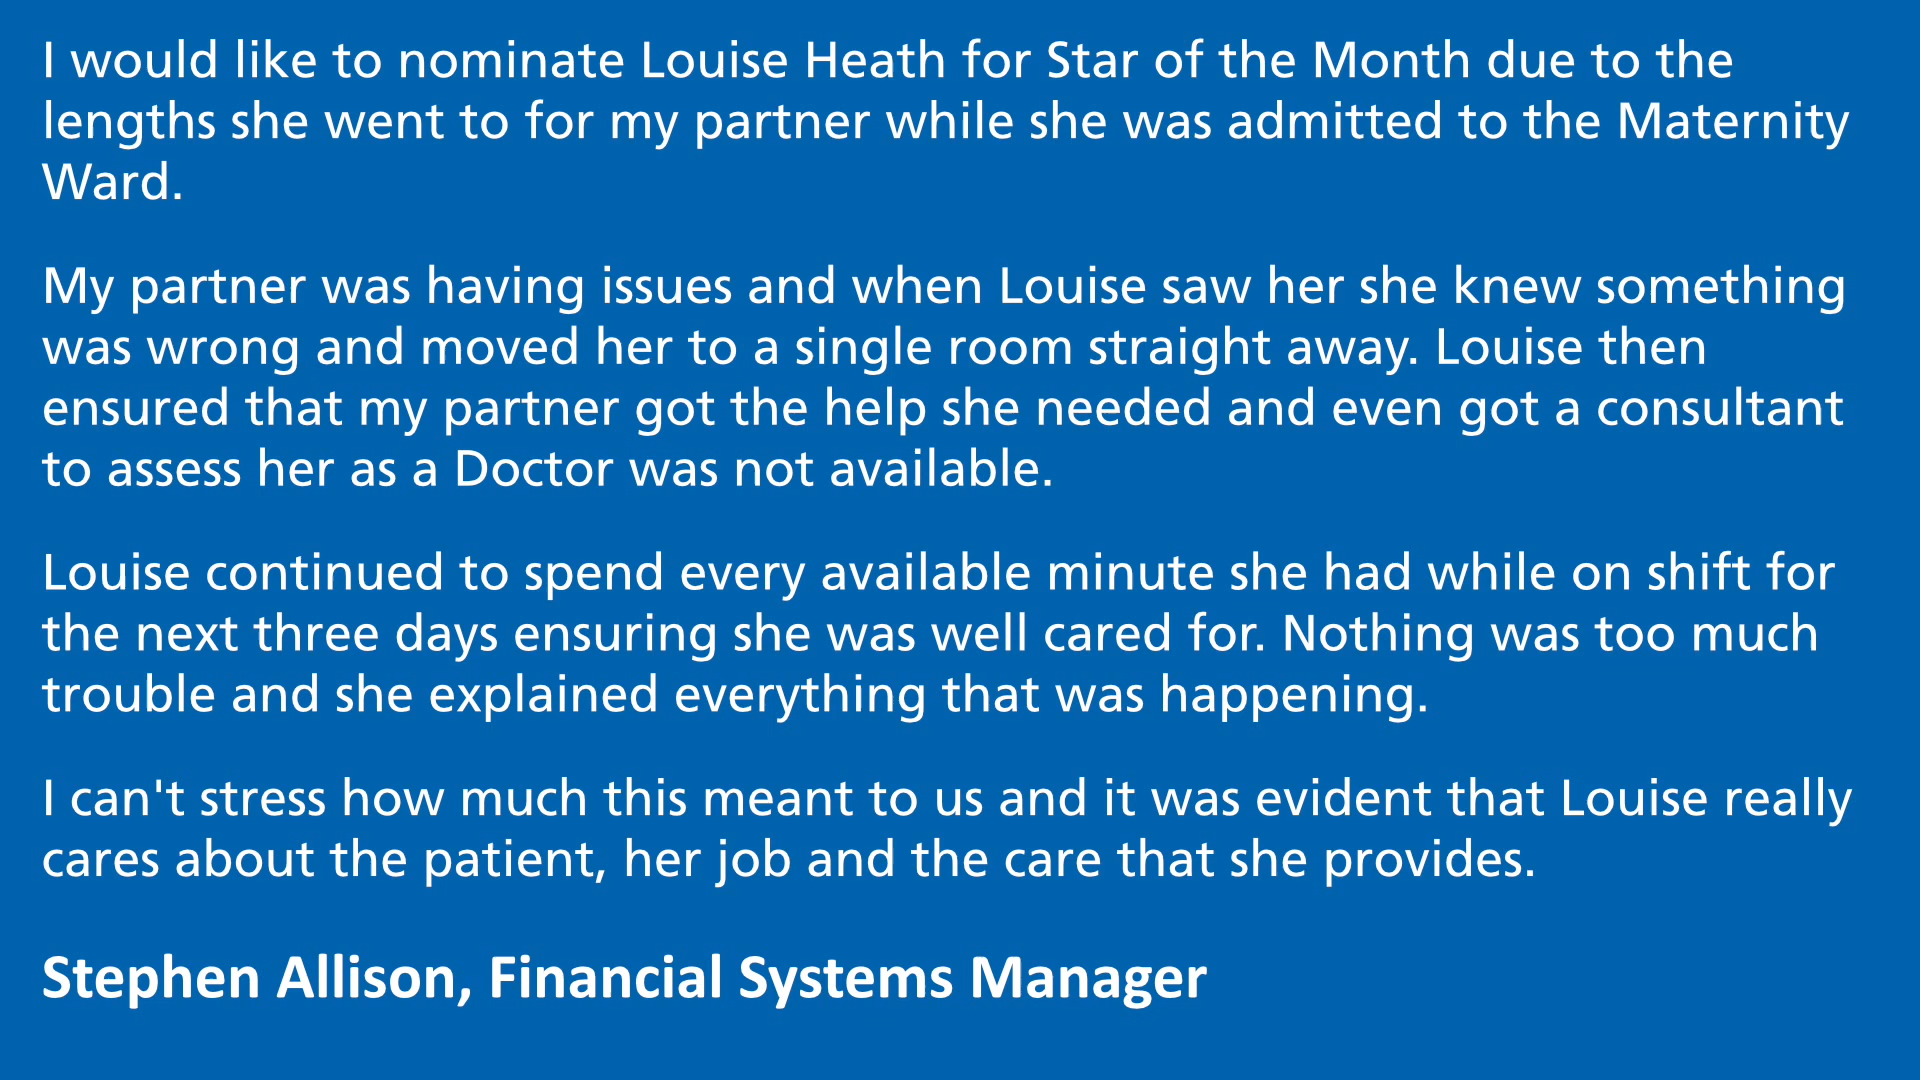 I would like to nominate Louise Heath for Star of the Month due to the
lengths she went to for my partner while she was admitted to the Maternity
Ward.
My partner was having issues and when Louise saw her she knew something
was wrong and moved her to a single room straight away. Louise then
ensured that my partner got the help she needed and even got a consultant
to assess her as a Doctor was not available.
Louise continued to spend every available minute she had while on shift for
the next three days ensuring she was well cared for. Nothing was too much
trouble and she explained everything that was happening.
I can't stress how much this meant to us and it was evident that Louise really
cares about the patient, her job and the care that she provides.
Stephen Allison, Financial Systems Manager